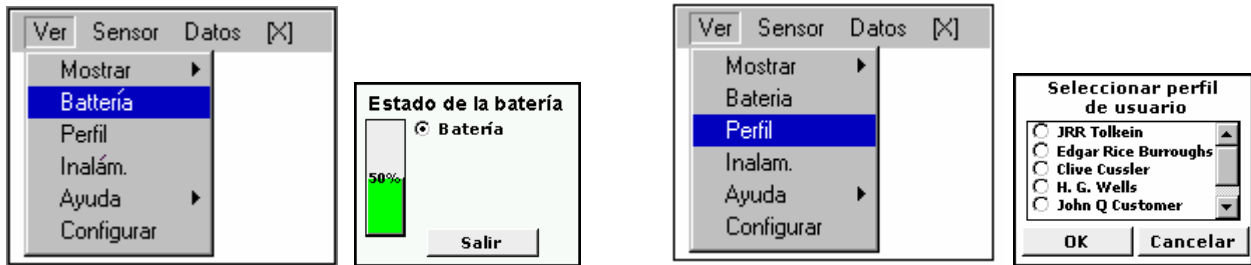 Ver Sensor Datos [X]
Mostrar
Battería
Perfil
Inalám.
Ayuda
Configurar
Estado de la batería
Batería
50%
Salir
Ver Sensor Datos [X]
Mostrar
Bateria
Perfil
Inalam.
Ayuda
Configurar
Seleccionar perfil
de usuario
JRR Tolkein
Edgar Rice Burroughs
Clive Cussler
H. G. Wells
John Q Customer
OK Cancelar